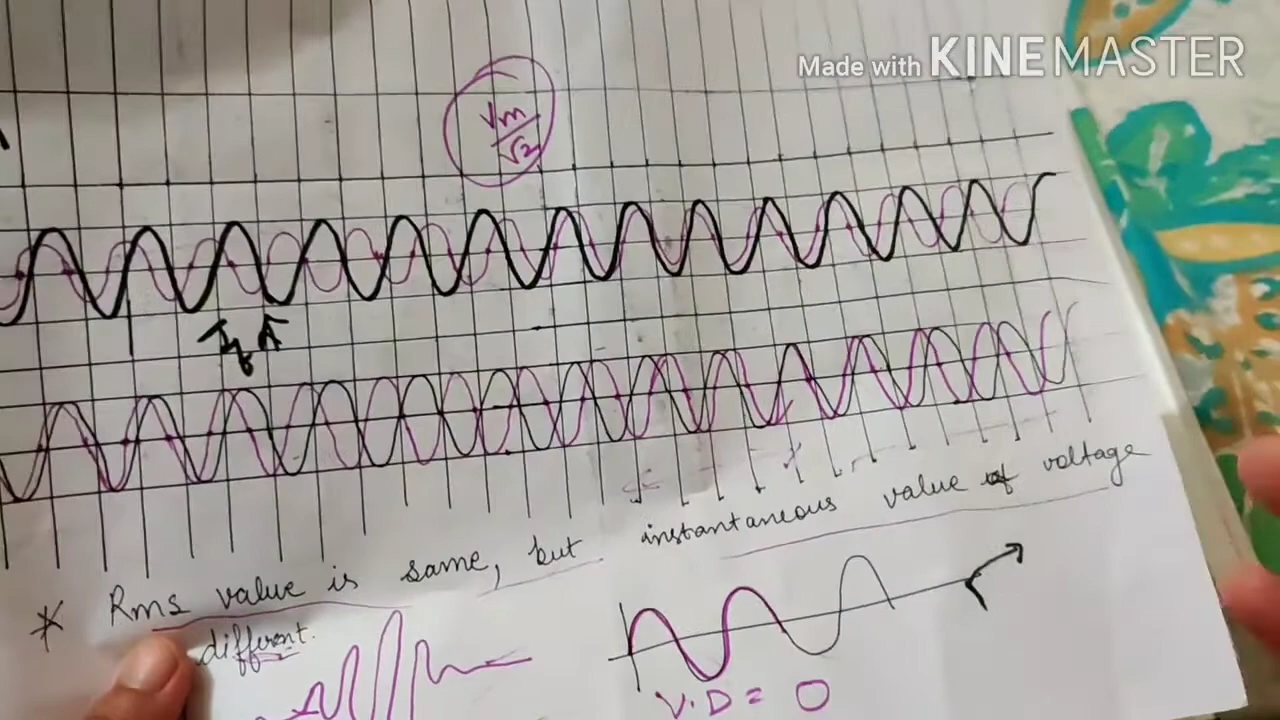 Made with KINEMASTER
Vm
√2
* Rms value is same, but instantaneous value of voltage
different.
V.D = 0